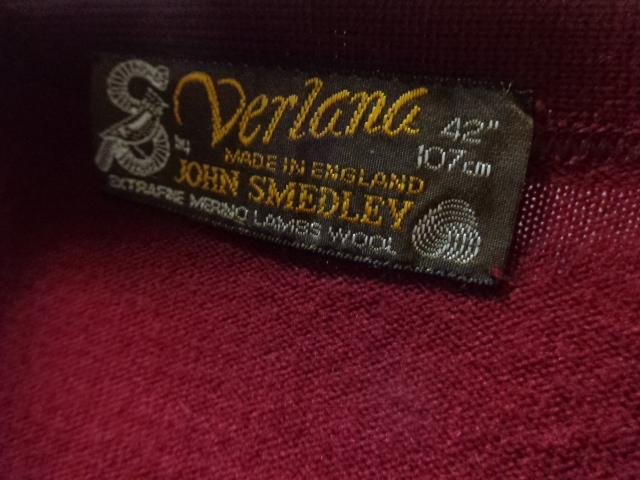 Verlana
42"
107cm
MADE IN ENGLAND
JOHN SMEDLEY
EXTRAFINE MERINO LAMBS WOOL